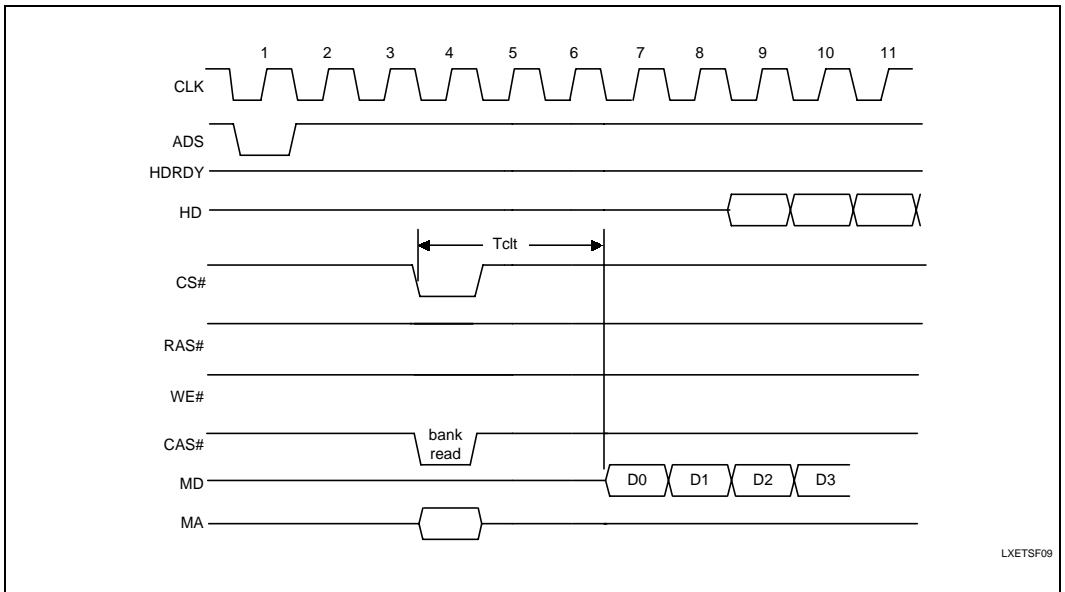 1 2 3 4 5 6 7 8 9 10 11
CLK
ADS
HDRDY
HD
Tclt
CS#
RAS#
WE#
CAS#
bank
read
MD
D0 D1 D2 D3
MA
LXETSF09